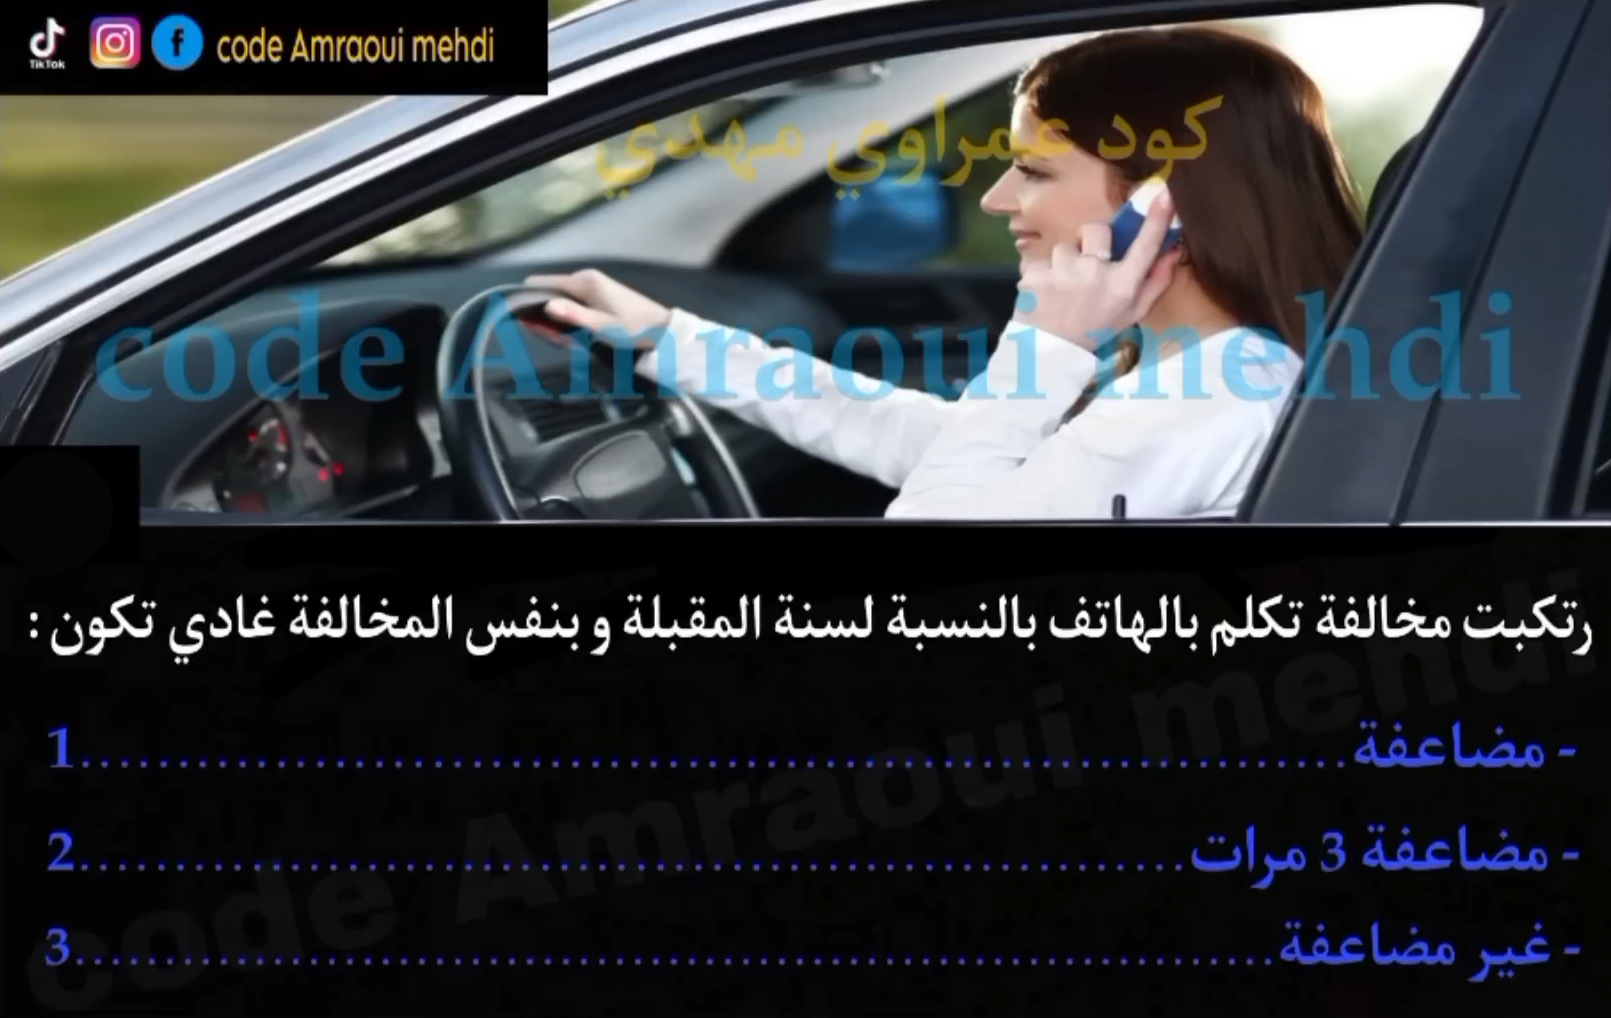 TikTok
code Amraoui mehdi
كود عمراوي مهدي
code Amraoui mehdi
رتكبت مخالفة تكلم بالهاتف بالنسبة لسنة المقبلة و بنفس المخالفة غادي تكون :
- مضاعفة......................................................1
- مضاعفة 3 مرات......................................................2
- غير مضاعفة......................................................3
code Amraoui mehdi